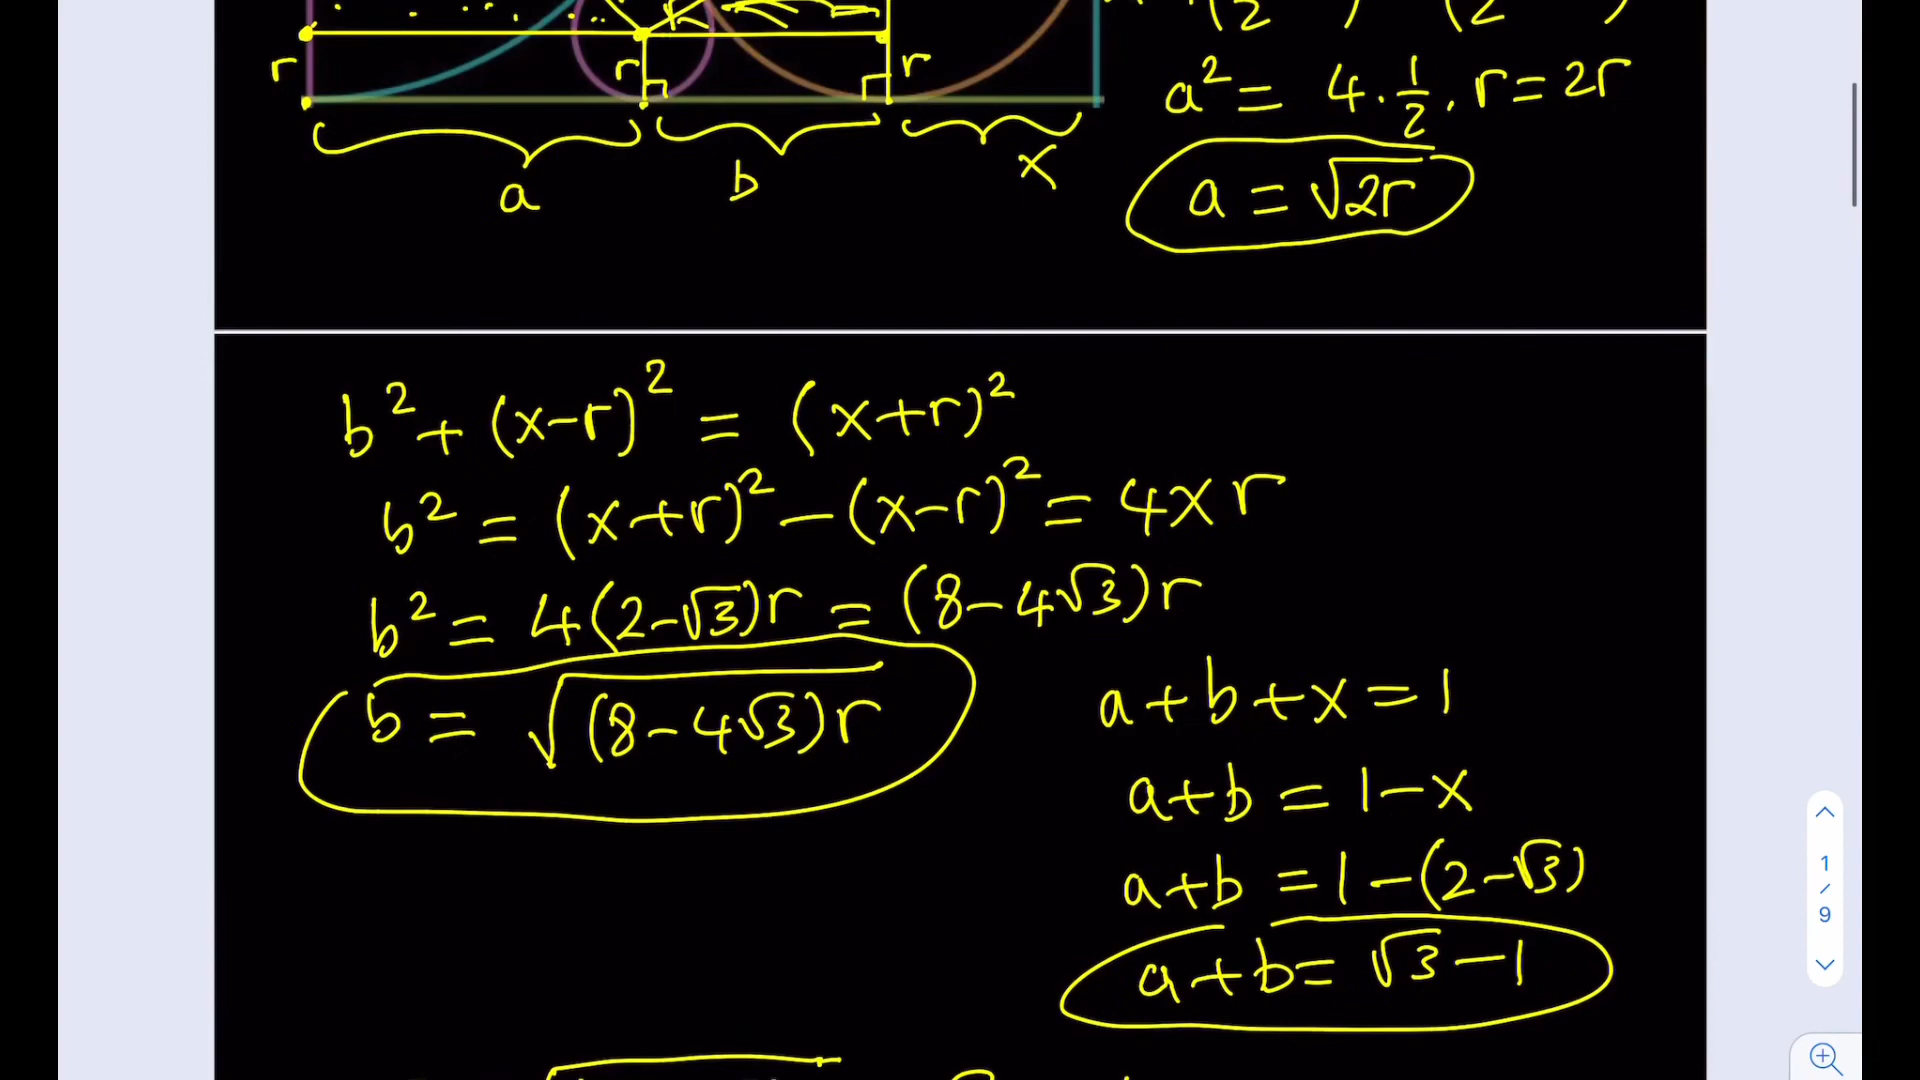 r
r
r
a
b
x
a² = 4 · 1/2 · r = 2r
a = √2r
b² + (x-r)² = (x+r)²
b² = (x+r)² - (x-r)² = 4xr
b² = 4(2-√3)r = (8-4√3)r
b = √(8-4√3)r
a+b+x = 1
a+b = 1-x
a+b = 1-(2-√3)
a+b = √3-1
1
/
9